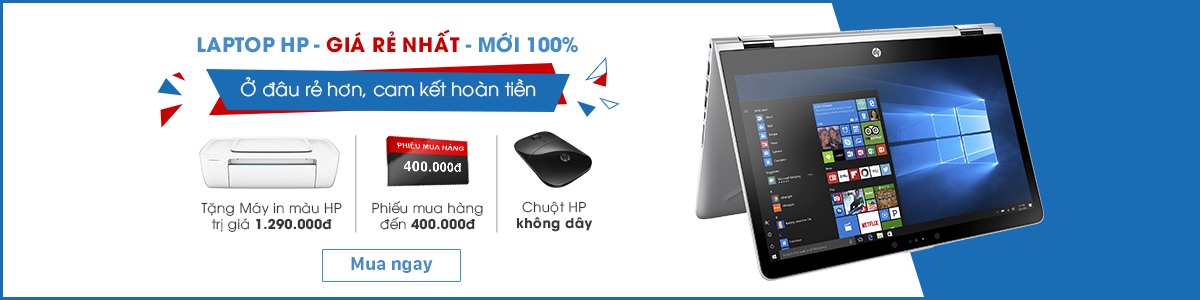 LAPTOP HP - GIÁ RẺ NHẤT - MỚI 100%
Ở đâu rẻ hơn, cam kết hoàn tiền
PHIẾU MUA HÀNG
400.000đ
Tặng Máy in màu HP
trị giá 1.290.000đ
Phiếu mua hàng
đến 400.000đ
Chuột HP
không dây
Mua ngay
hp
NETFLIX